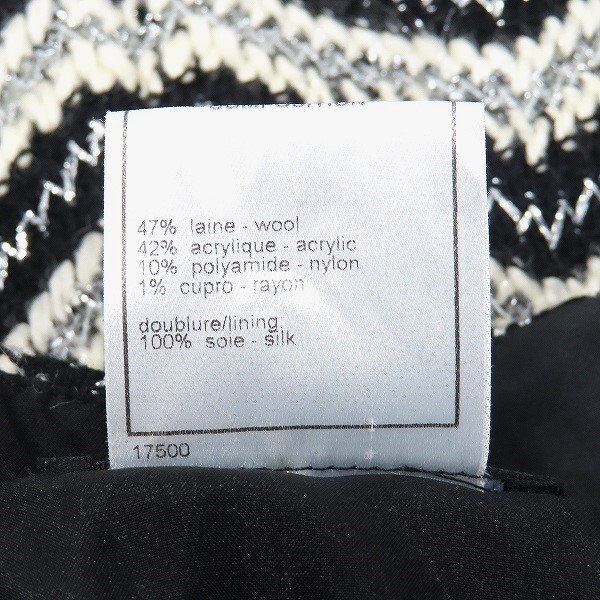 47% laine - wool
42% acrylique - acrylic
10% polyamide - nylon
1% cupro - rayon
doublure/lining
100% soie - silk
17500